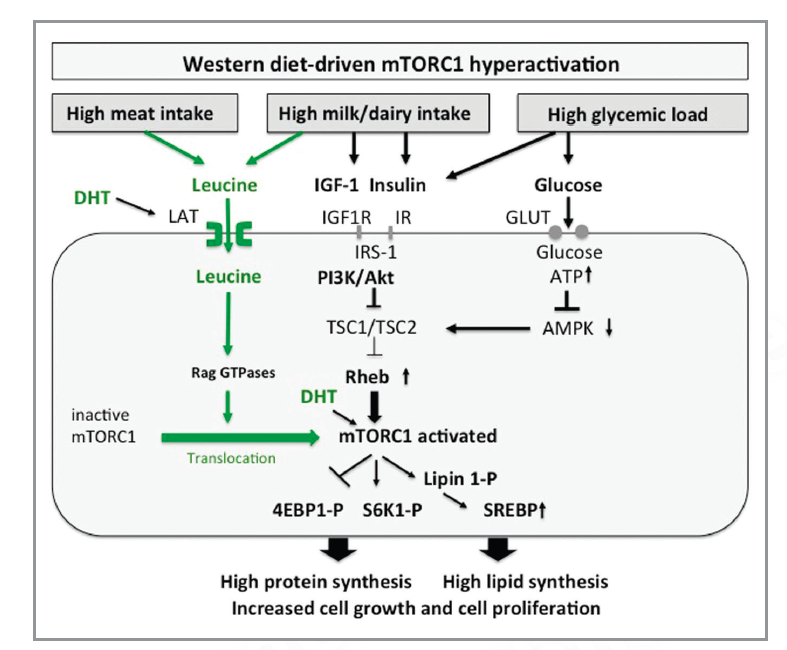 Western diet-driven mTORC1 hyperactivation
High meat intake
High milk/dairy intake
High glycemic load
Leucine
IGF-1 Insulin
Glucose
DHT
LAT
IGF1R IR
GLUT
IRS-1
Glucose
Leucine
PI3K/Akt
ATP
TSC1/TSC2
AMPK
Rag GTPases
Rheb
DHT
inactive
mTORC1
mTORC1 activated
Translocation
Lipin 1-P
4EBP1-P S6K1-P
SREBP
High protein synthesis
High lipid synthesis
Increased cell growth and cell proliferation